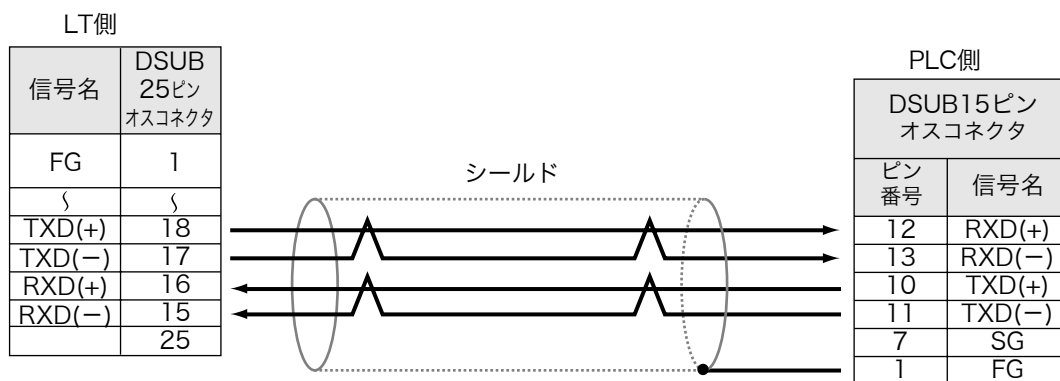 LT側
信号名 DSUB
25ピン
オスコネクタ
FG 1
〜 〜
TXD(+) 18
TXD(−) 17
RXD(+) 16
RXD(−) 15
25
シールド
PLC側
DSUB15ピン
オスコネクタ
ピン
番号 信号名
12 RXD(+)
13 RXD(−)
10 TXD(+)
11 TXD(−)
7 SG
1 FG